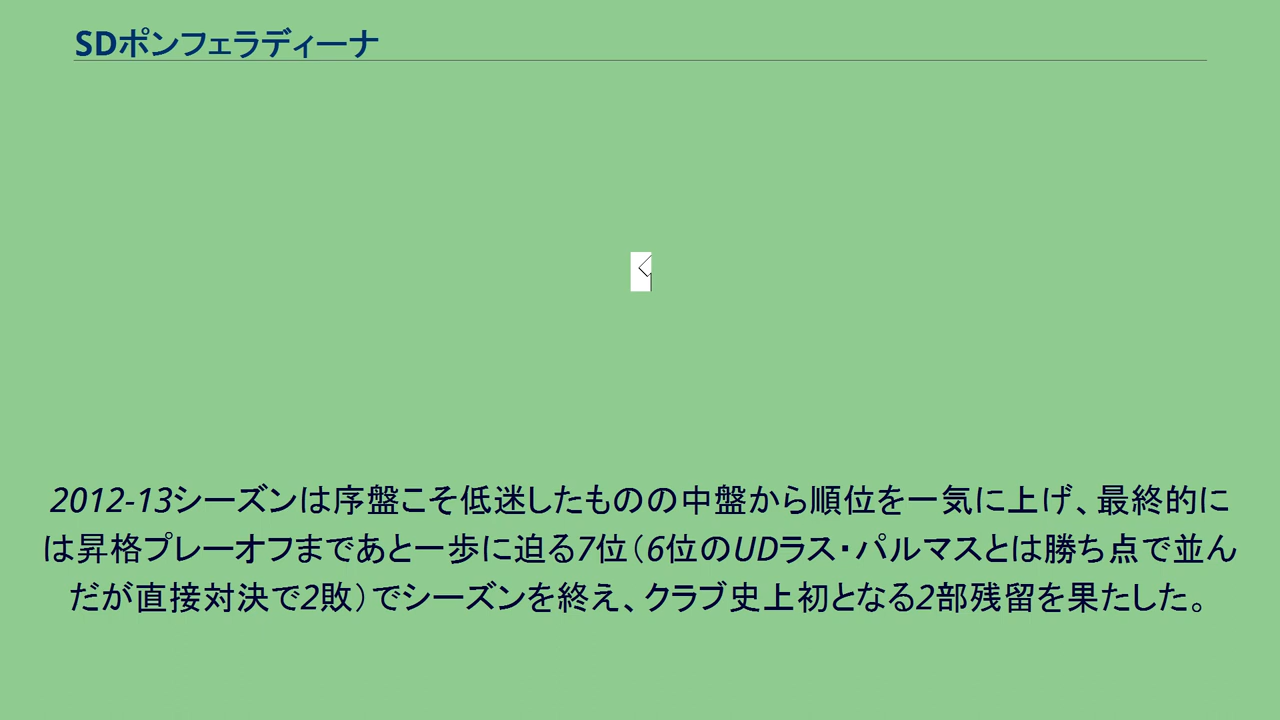 SDポンフェラディーナ
2012-13シーズンは序盤こそ低迷したものの中盤から順位を一気に上げ、最終的に
は昇格プレーオフまであと一歩に迫る7位（6位のUDラス・パルマスとは勝ち点で並ん
だが直接対決で2敗）でシーズンを終え、クラブ史上初となる2部残留を果たした。